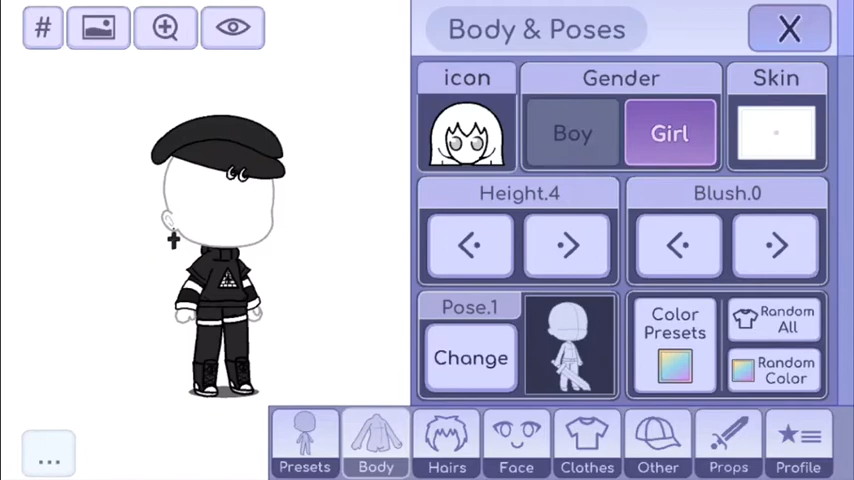 #
Body & Poses
X
icon
Gender
Skin
Boy
Girl
Height.4
Blush.0
Pose.1
Change
Color
Presets
Random
All
Random
Color
...
Presets
Body
Hairs
Face
Clothes
Other
Props
Profile